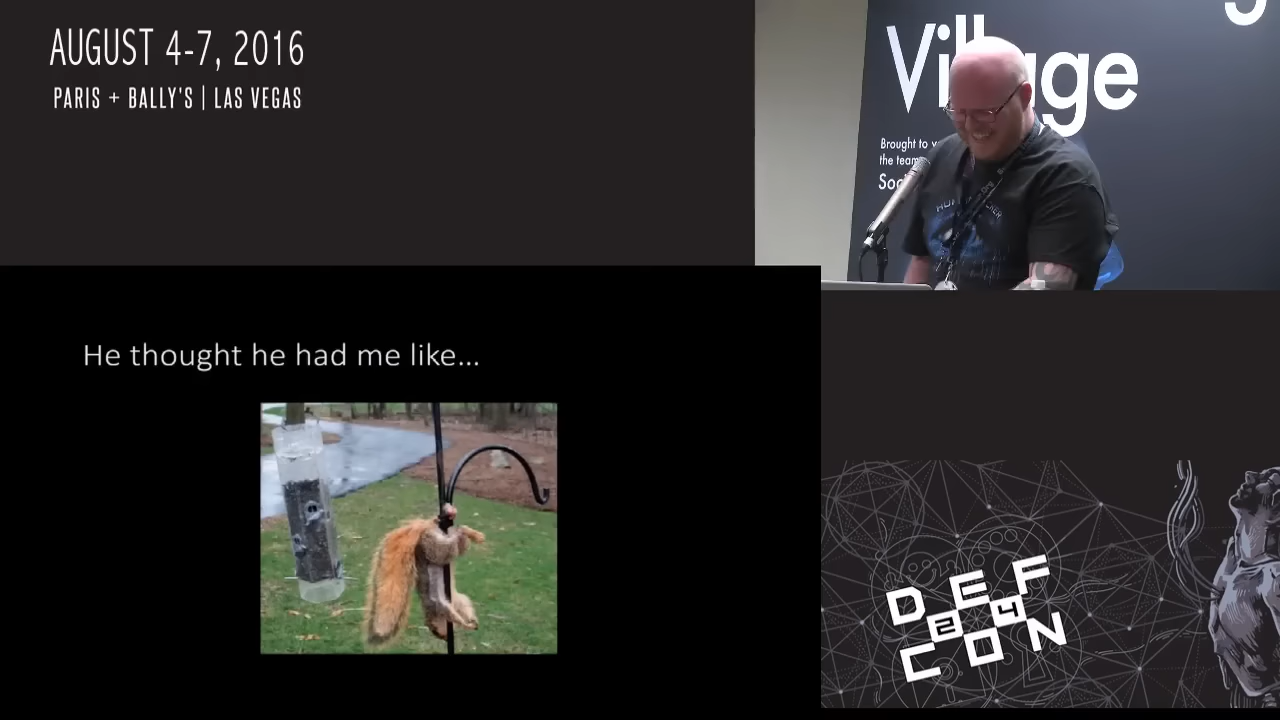 AUGUST 4-7, 2016
PARIS + BALLY'S | LAS VEGAS
Village
Brought to
the team
He thought he had me like...
DEF
24
CON